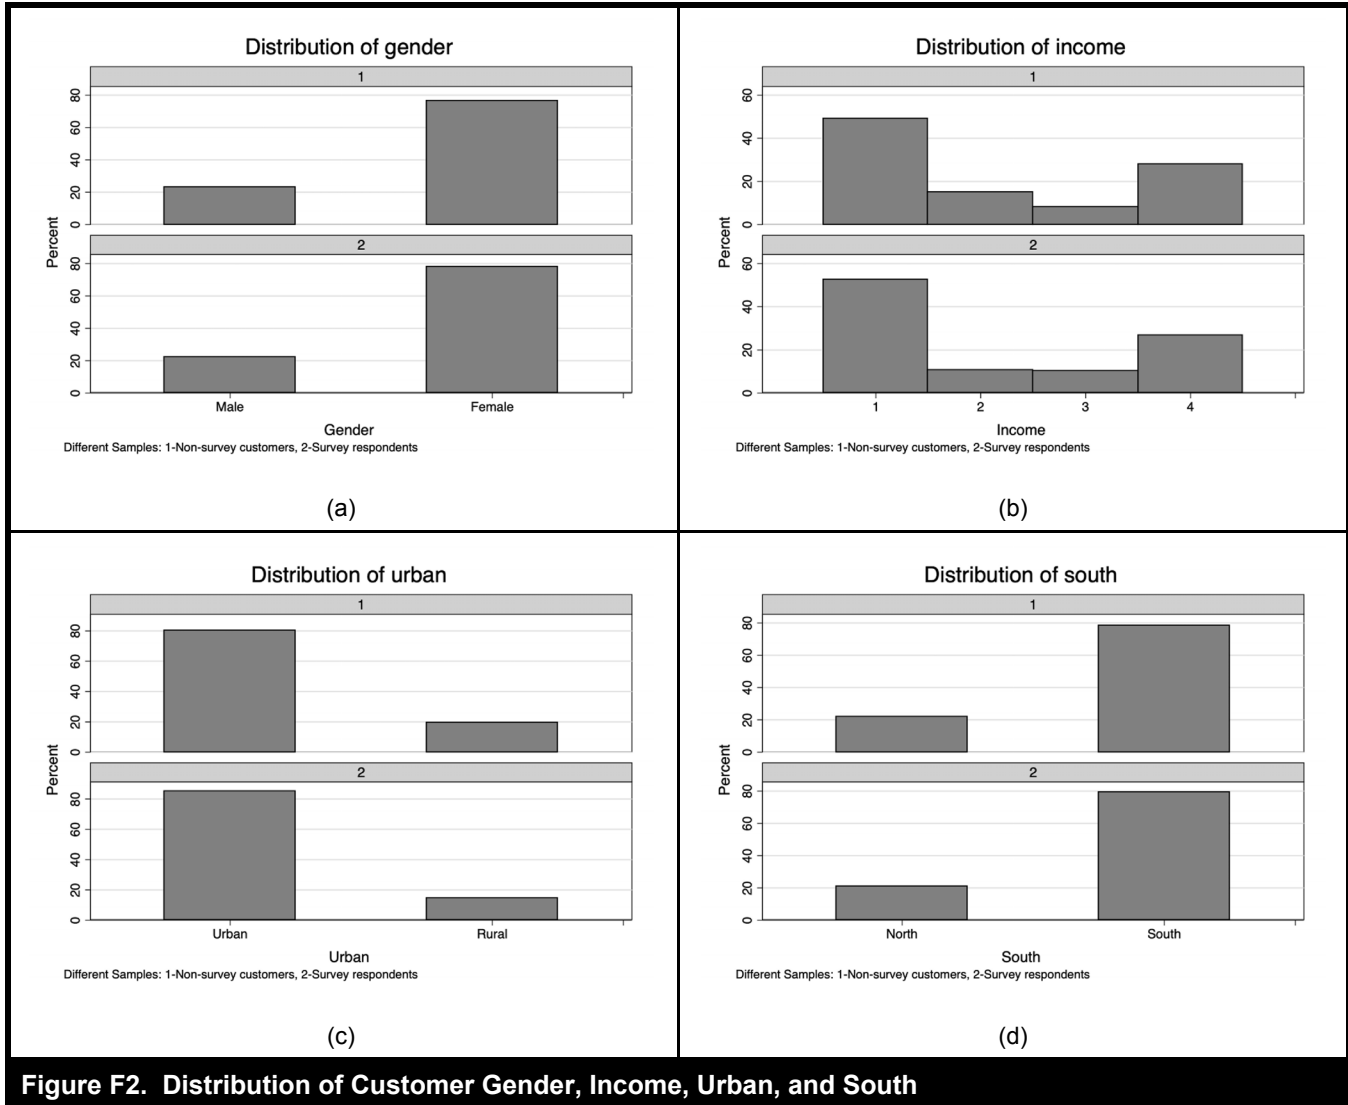 Distribution of gender
1
80
60
40
20
0
2
80
60
40
20
0
Percent
Male Female
Gender
Different Samples: 1-Non-survey customers, 2-Survey respondents
(a)
Distribution of income
1
60
40
20
0
2
60
40
20
0
Percent
1 2 3 4
Income
Different Samples: 1-Non-survey customers, 2-Survey respondents
(b)
Distribution of urban
1
80
60
40
20
0
2
80
60
40
20
0
Percent
Urban Rural
Urban
Different Samples: 1-Non-survey customers, 2-Survey respondents
(c)
Distribution of south
1
80
60
40
20
0
2
80
60
40
20
0
Percent
North South
South
Different Samples: 1-Non-survey customers, 2-Survey respondents
(d)
Figure F2. Distribution of Customer Gender, Income, Urban, and South